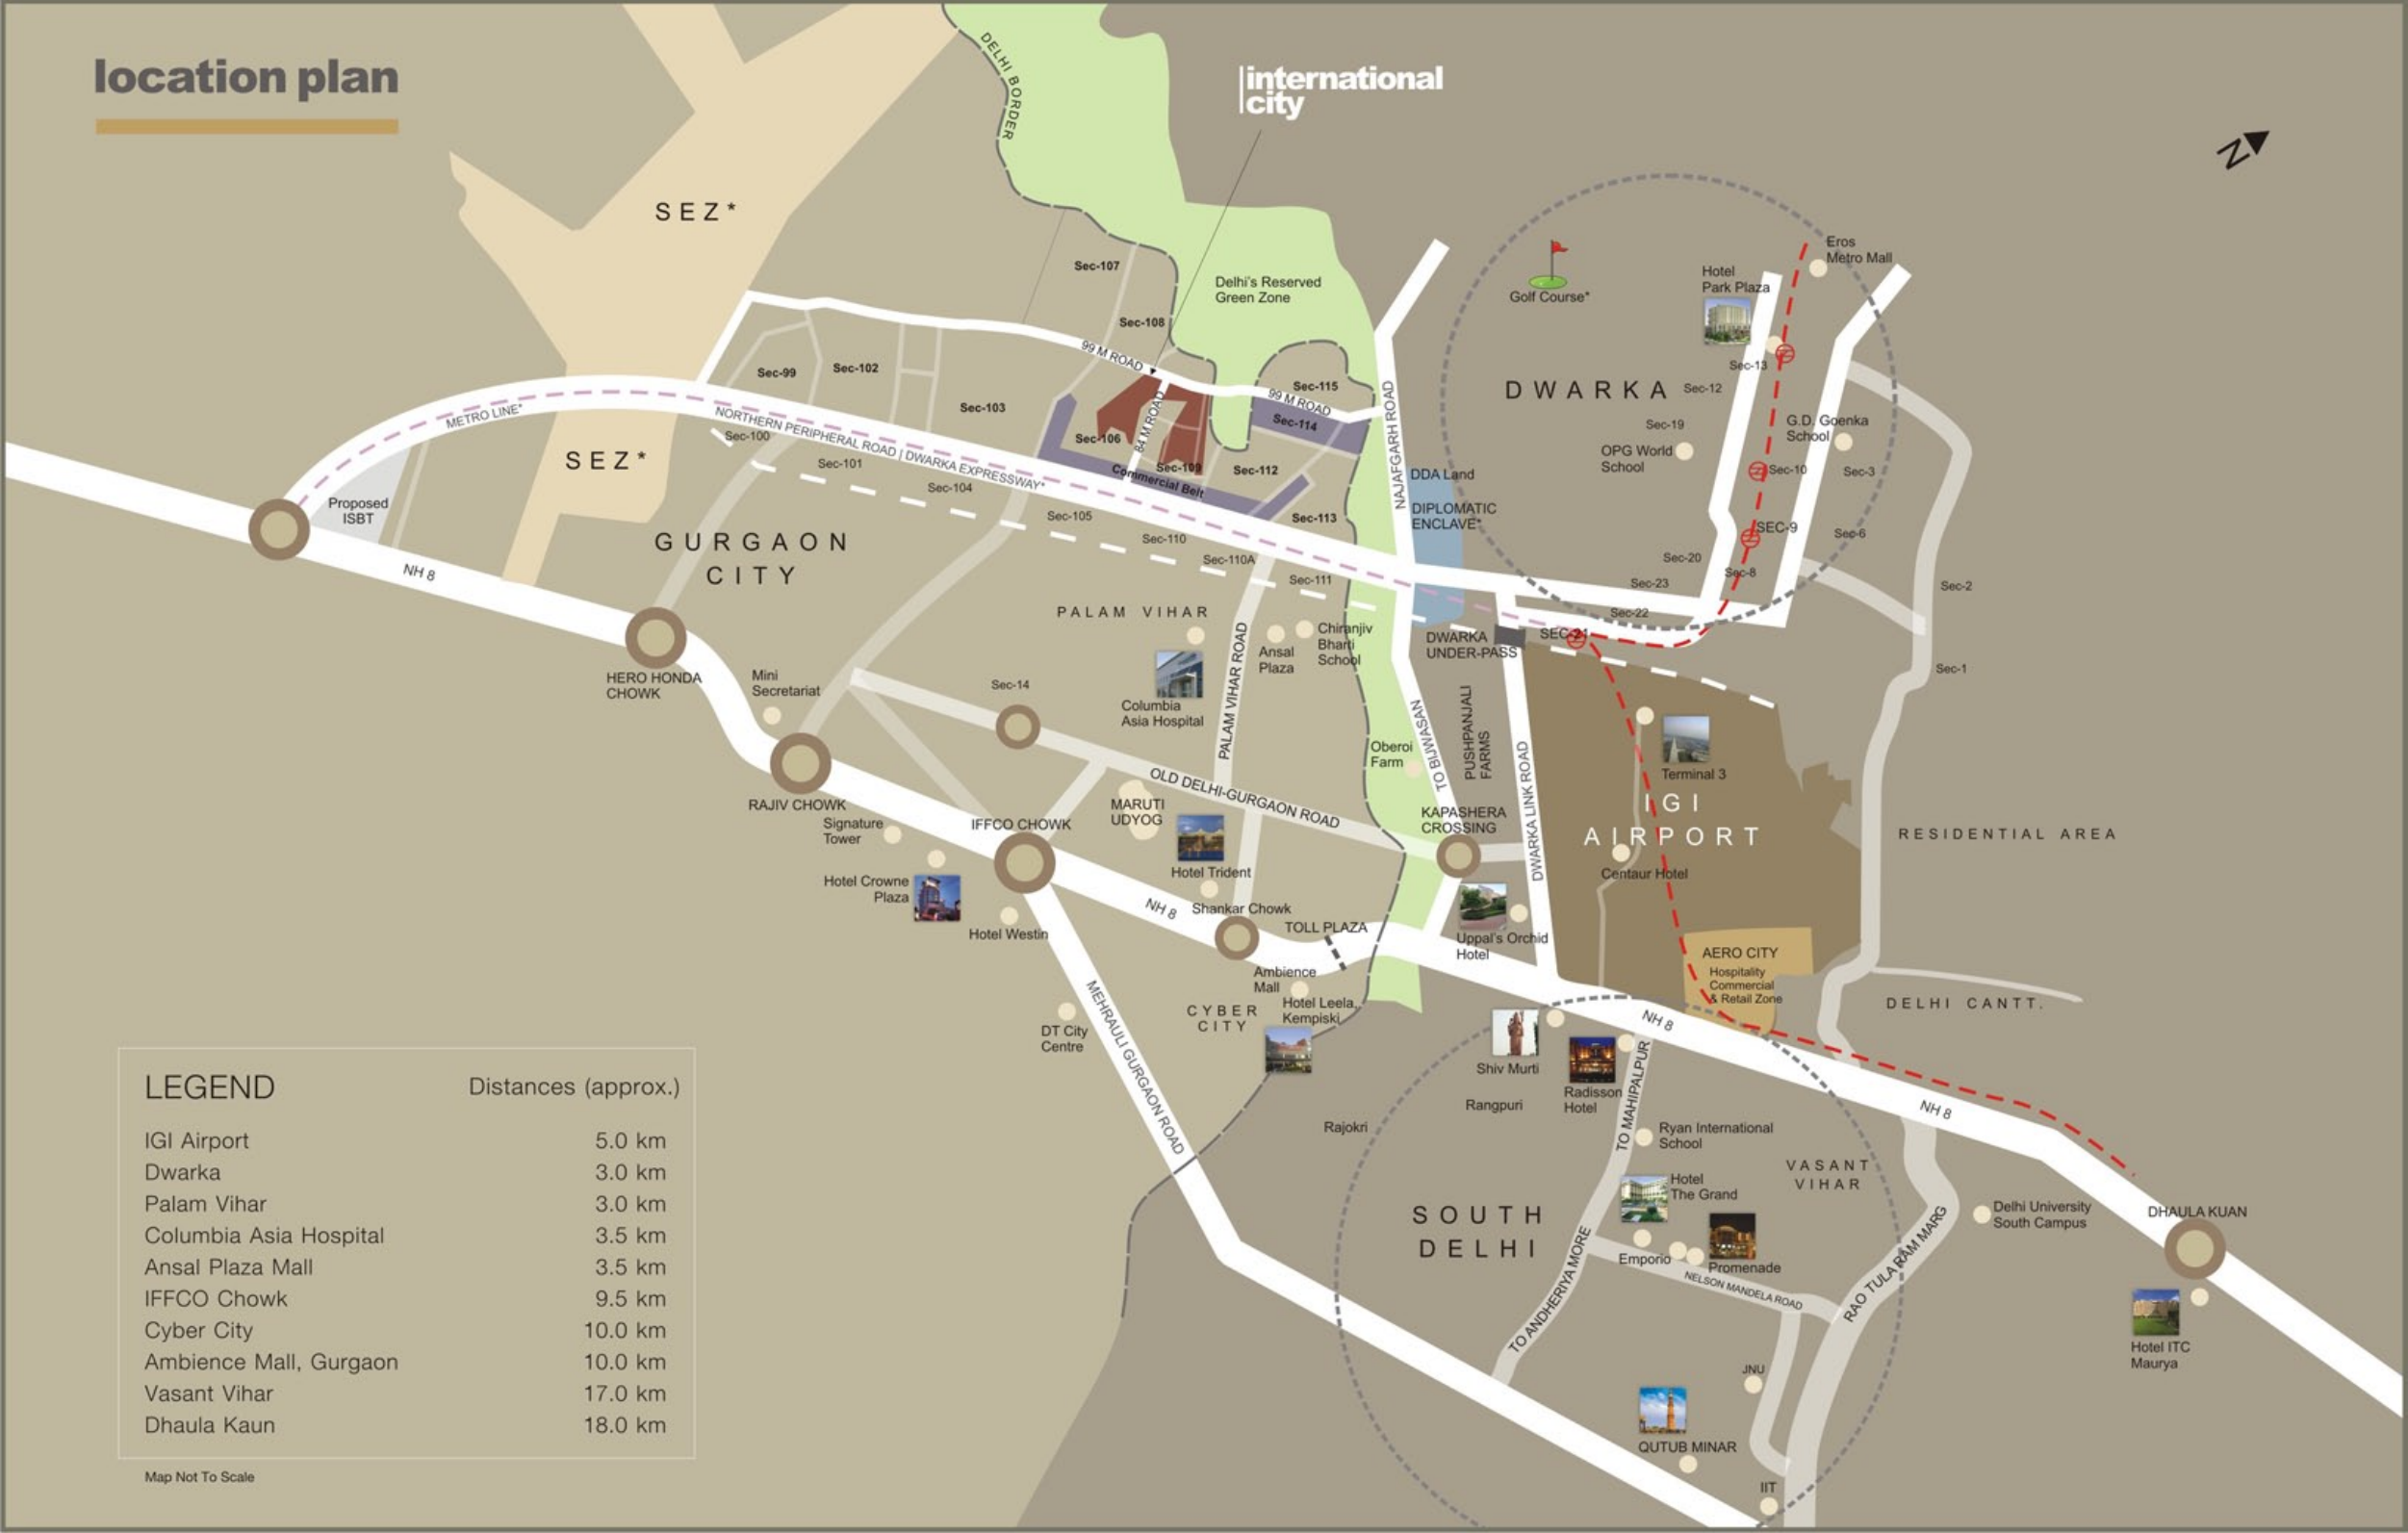 location plan
international
city
N
DELHI BORDER
SEZ*
Sec-107
Delhi's Reserved
Green Zone
Sec-108
99 M ROAD
Sec-99
Sec-102
Sec-103
Sec-115
99 M ROAD
Sec-114
84 M ROAD
Sec-106
Sec-109
Sec-112
Commercial Belt
Sec-113
METRO LINE*
NORTHERN PERIPHERAL ROAD | DWARKA EXPRESSWAY*
Sec-100
Sec-101
Sec-104
Sec-105
Sec-110
Sec-110A
Sec-111
SEZ*
Proposed
ISBT
NH 8
GURGAON
CITY
NAJAFGARH ROAD
DDA Land
DIPLOMATIC
ENCLAVE*
Golf Course*
DWARKA
Eros
Metro Mall
Hotel
Park Plaza
Sec-13
Sec-12
Sec-19
G.D. Goenka
School
OPG World
School
Sec-10
Sec-3
SEC-9
Sec-6
Sec-20
Sec-8
Sec-23
Sec-22
SEC-21
Sec-2
Sec-1
DWARKA
UNDER-PASS
PALAM VIHAR
Chiranjiv
Bharti
School
Ansal
Plaza
Columbia
Asia Hospital
PALAM VIHAR ROAD
HERO HONDA
CHOWK
Mini
Secretariat
Sec-14
RAJIV CHOWK
Signature
Tower
IFFCO CHOWK
Hotel Crowne
Plaza
Hotel Westin
MARUTI
UDYOG
OLD DELHI-GURGAON ROAD
Hotel Trident
Shankar Chowk
NH 8
TOLL PLAZA
Ambience
Mall
Hotel Leela
Kempiski
CYBER
CITY
DT City
Centre
MEHRAULI GURGAON ROAD
Oberoi
Farm
TO BIJWASAN
PUSHPANJALI
FARMS
DWARKA LINK ROAD
KAPASHERA
CROSSING
Uppal's Orchid
Hotel
Terminal 3
IGI
AIRPORT
Centaur Hotel
RESIDENTIAL AREA
AERO CITY
Hospitality
Commercial
& Retail Zone
DELHI CANTT.
NH 8
NH 8
Shiv Murti
Radisson
Hotel
Rangpuri
Rajokri
TO MAHIPALPUR
Ryan International
School
VASANT
VIHAR
Hotel
The Grand
SOUTH
DELHI
Emporio
Promenade
NELSON MANDELA ROAD
TO ANDHERIYA MORE
RAO TULA RAM MARG
Delhi University
South Campus
DHAULA KUAN
Hotel ITC
Maurya
JNU
QUTUB MINAR
IIT
LEGEND Distances (approx.)
IGI Airport 5.0 km
Dwarka 3.0 km
Palam Vihar 3.0 km
Columbia Asia Hospital 3.5 km
Ansal Plaza Mall 3.5 km
IFFCO Chowk 9.5 km
Cyber City 10.0 km
Ambience Mall, Gurgaon 10.0 km
Vasant Vihar 17.0 km
Dhaula Kaun 18.0 km
Map Not To Scale